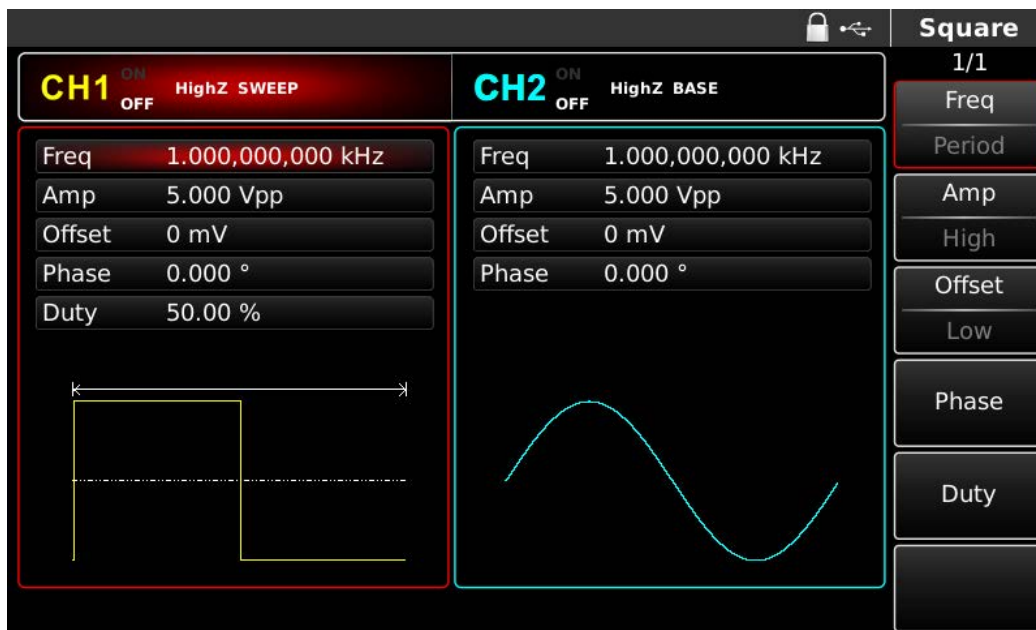 Square
1/1
CH1 ON OFF HighZ SWEEP
CH2 ON OFF HighZ BASE
Freq 1.000,000,000 kHz
Amp 5.000 Vpp
Offset 0 mV
Phase 0.000 °
Duty 50.00 %
Freq 1.000,000,000 kHz
Amp 5.000 Vpp
Offset 0 mV
Phase 0.000 °
Freq
Period
Amp
High
Offset
Low
Phase
Duty